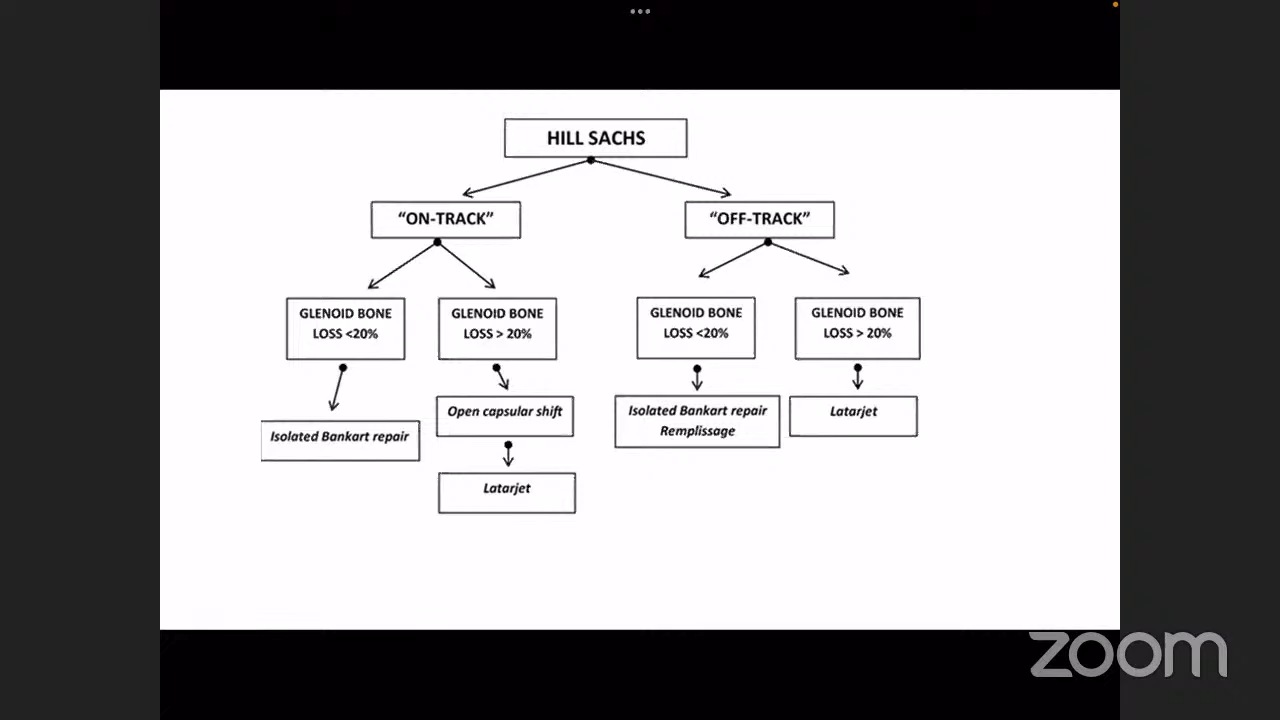 HILL SACHS
“ON-TRACK”
“OFF-TRACK”
GLENOID BONE
LOSS <20%
GLENOID BONE
LOSS > 20%
GLENOID BONE
LOSS <20%
GLENOID BONE
LOSS > 20%
Isolated Bankart repair
Open capsular shift
Latarjet
Isolated Bankart repair
Remplissage
Latarjet
zoom